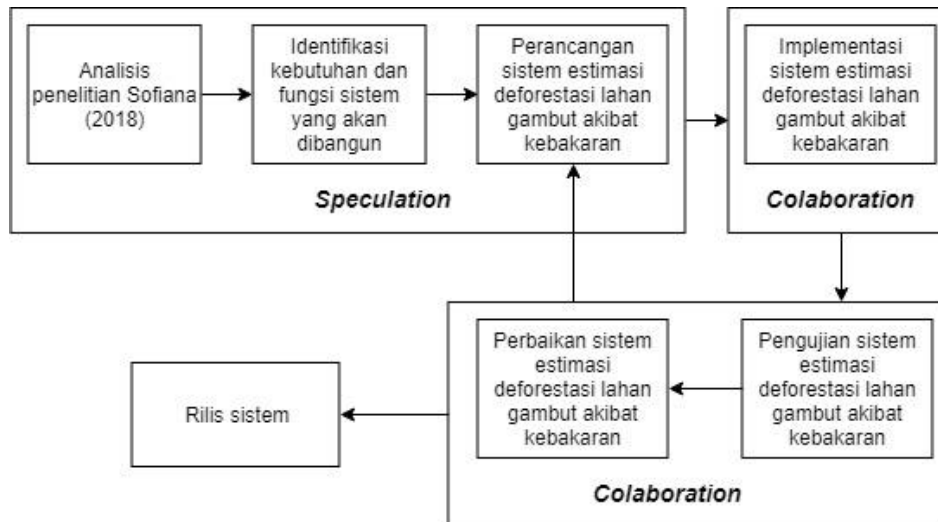 Analisis
penelitian Sofiana
(2018)
Identifikasi
kebutuhan dan
fungsi sistem
yang akan
dibangun
Perancangan
sistem estimasi
deforestasi lahan
gambut akibat
kebakaran
Speculation
Implementasi
sistem estimasi
deforestasi lahan
gambut akibat
kebakaran
Colaboration
Pengujian sistem
estimasi
deforestasi lahan
gambut akibat
kebakaran
Perbaikan sistem
estimasi
deforestasi lahan
gambut akibat
kebakaran
Colaboration
Rilis sistem